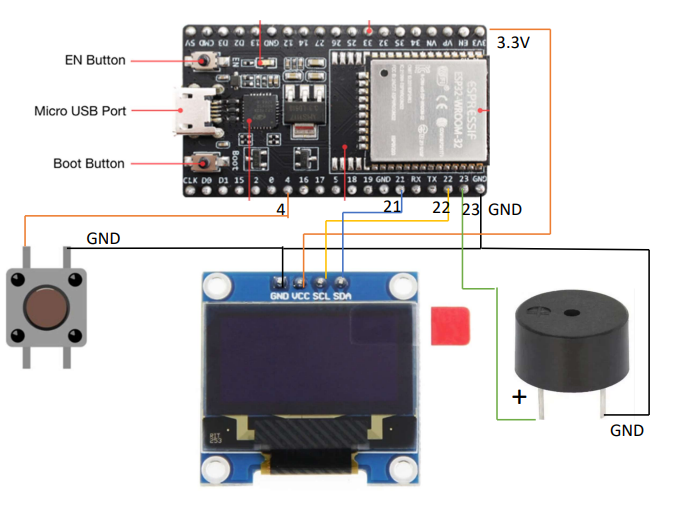 3.3V
5V CMD D3 D2 13 GND 12 14 27 26 25 33 32 35 34 VN VP EN 3V3
EN Button
EN
Micro USB Port
ESPRESSIF
ESP32-WROOM-32
CE
Boot Button
Boot
CLK D0 D1 15 2 0 4 16 17 5 18 19 GND 21 RX TX 22 23 GND
4
21
22
23
GND
GND
GND VCC SCL SDA
+
GND